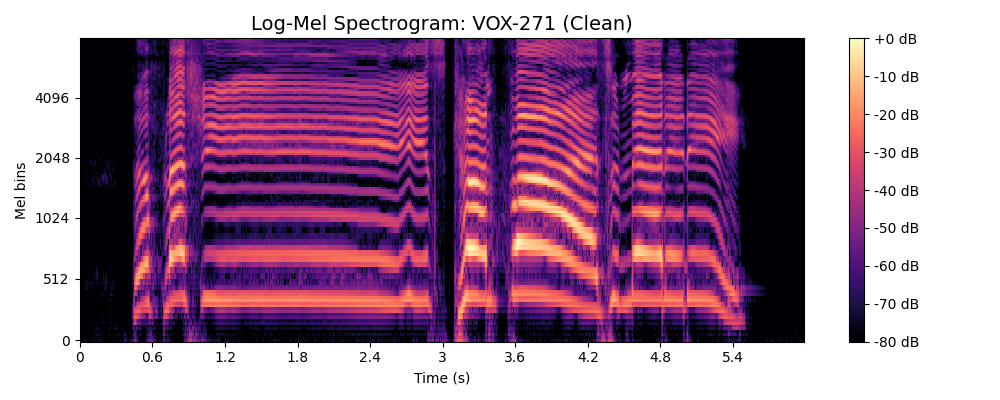 Log-Mel Spectrogram: VOX-271 (Clean)
Mel bins
4096
2048
1024
512
0
0 0.6 1.2 1.8 2.4 3 3.6 4.2 4.8 5.4
Time (s)
+0 dB
-10 dB
-20 dB
-30 dB
-40 dB
-50 dB
-60 dB
-70 dB
-80 dB